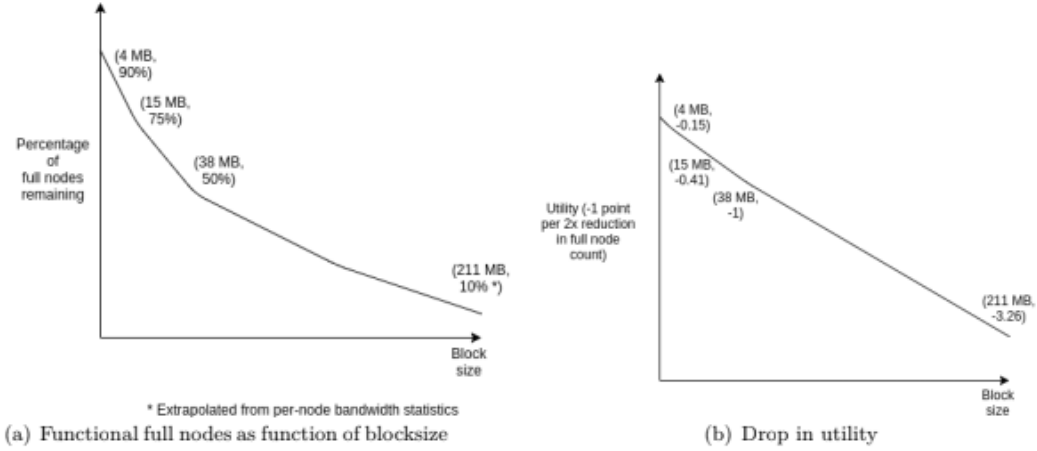 (4 MB,
90%)
(15 MB,
75%)
Percentage
of
full nodes
remaining
(38 MB,
50%)
(211 MB,
10% *)
Block
size
* Extrapolated from per-node bandwidth statistics
(a) Functional full nodes as function of blocksize
(4 MB,
-0.15)
(15 MB,
-0.41)
(38 MB,
-1)
Utility (-1 point
per 2x reduction
in full node
count)
(211 MB,
-3.26)
Block
size
(b) Drop in utility